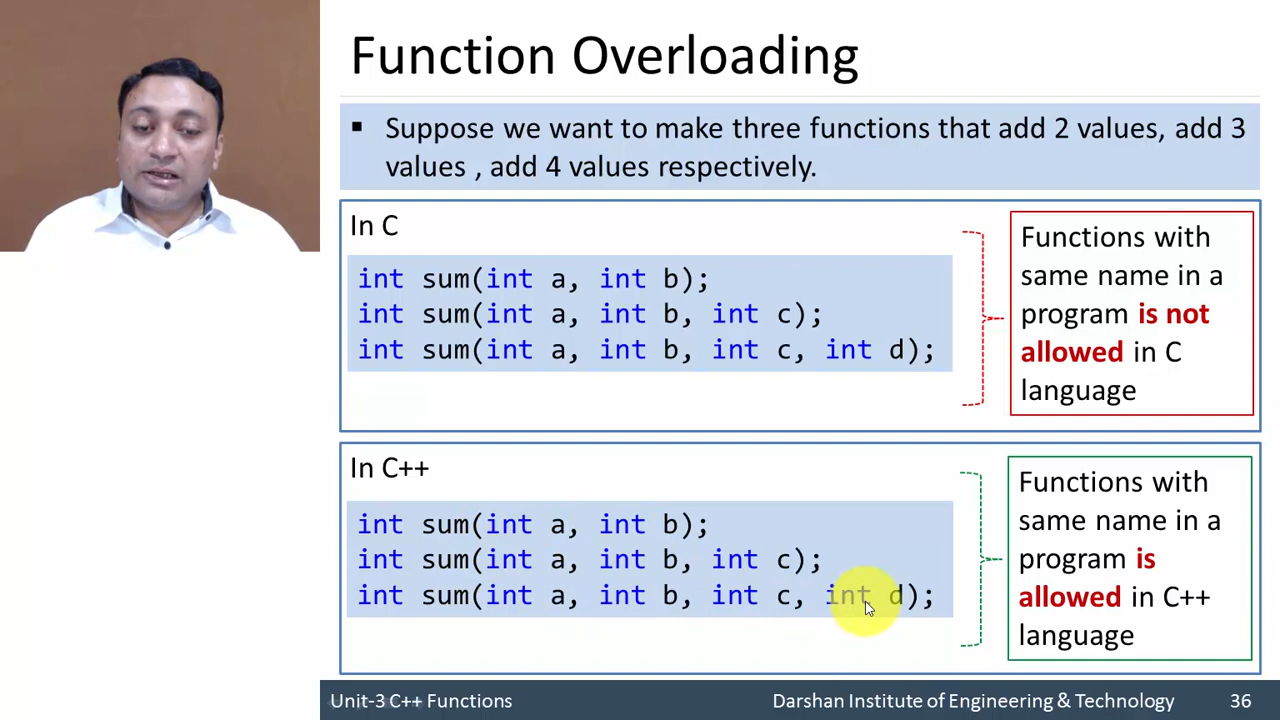 Function Overloading
▪ Suppose we want to make three functions that add 2 values, add 3
values , add 4 values respectively.
In C
int sum(int a, int b);
int sum(int a, int b, int c);
int sum(int a, int b, int c, int d);
Functions with
same name in a
program is not
allowed in C
language
In C++
int sum(int a, int b);
int sum(int a, int b, int c);
int sum(int a, int b, int c, int d);
Functions with
same name in a
program is
allowed in C++
language
Unit-3 C++ Functions
Darshan Institute of Engineering & Technology
36